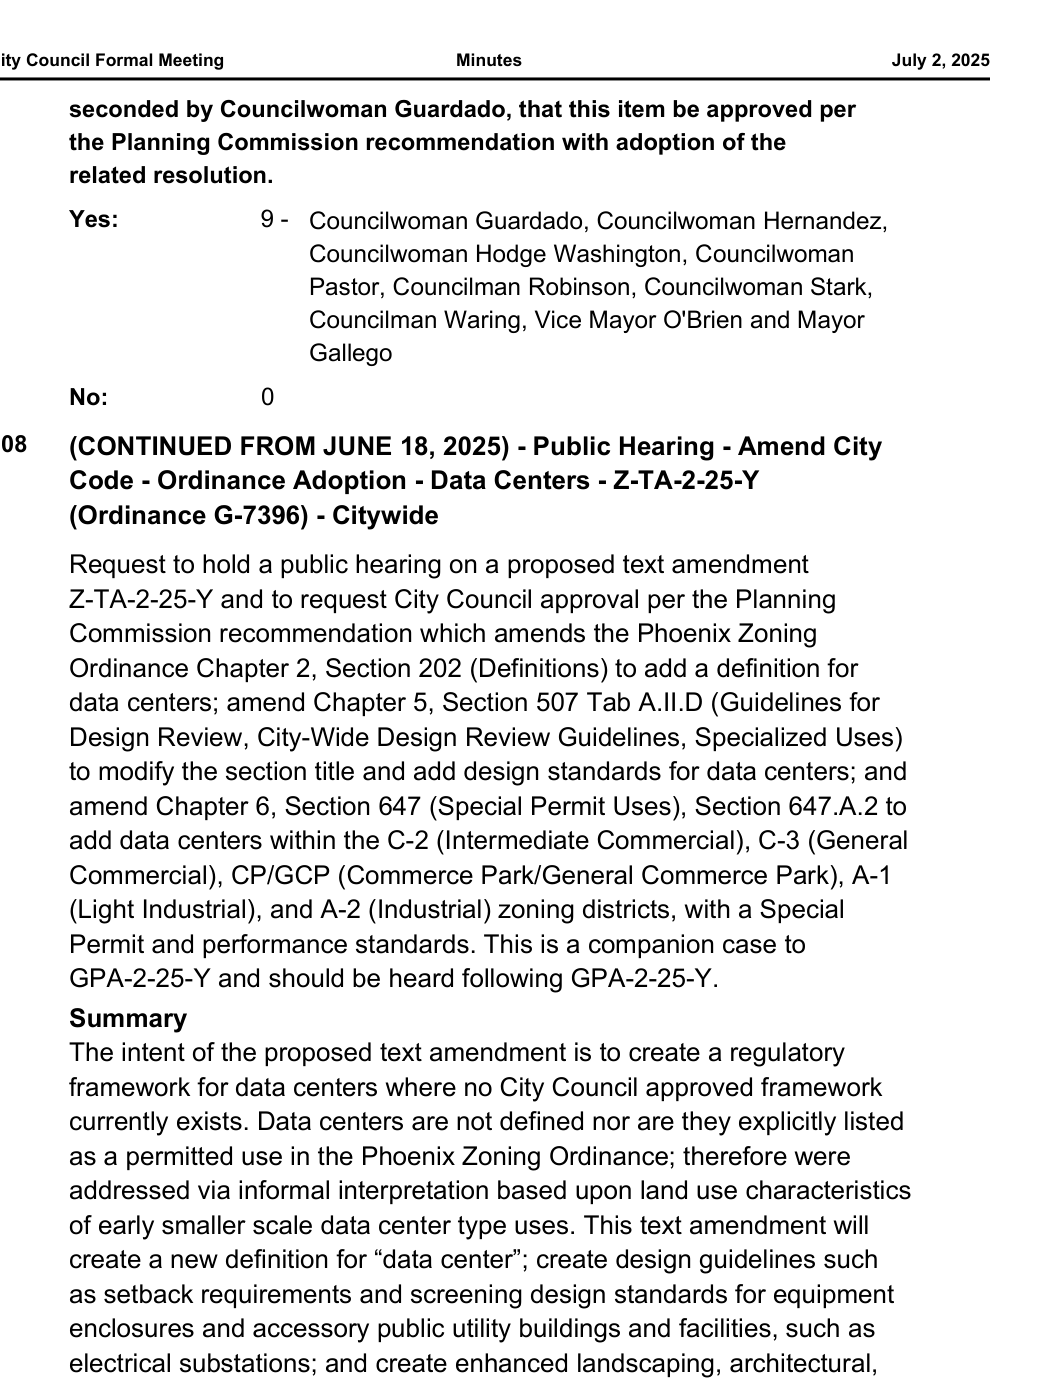 ity Council Formal Meeting Minutes July 2, 2025
seconded by Councilwoman Guardado, that this item be approved per
the Planning Commission recommendation with adoption of the
related resolution.
Yes: 9 - Councilwoman Guardado, Councilwoman Hernandez,
Councilwoman Hodge Washington, Councilwoman
Pastor, Councilman Robinson, Councilwoman Stark,
Councilman Waring, Vice Mayor O'Brien and Mayor
Gallego
No: 0
08 (CONTINUED FROM JUNE 18, 2025) - Public Hearing - Amend City
Code - Ordinance Adoption - Data Centers - Z-TA-2-25-Y
(Ordinance G-7396) - Citywide
Request to hold a public hearing on a proposed text amendment
Z-TA-2-25-Y and to request City Council approval per the Planning
Commission recommendation which amends the Phoenix Zoning
Ordinance Chapter 2, Section 202 (Definitions) to add a definition for
data centers; amend Chapter 5, Section 507 Tab A.II.D (Guidelines for
Design Review, City-Wide Design Review Guidelines, Specialized Uses)
to modify the section title and add design standards for data centers; and
amend Chapter 6, Section 647 (Special Permit Uses), Section 647.A.2 to
add data centers within the C-2 (Intermediate Commercial), C-3 (General
Commercial), CP/GCP (Commerce Park/General Commerce Park), A-1
(Light Industrial), and A-2 (Industrial) zoning districts, with a Special
Permit and performance standards. This is a companion case to
GPA-2-25-Y and should be heard following GPA-2-25-Y.
Summary
The intent of the proposed text amendment is to create a regulatory
framework for data centers where no City Council approved framework
currently exists. Data centers are not defined nor are they explicitly listed
as a permitted use in the Phoenix Zoning Ordinance; therefore were
addressed via informal interpretation based upon land use characteristics
of early smaller scale data center type uses. This text amendment will
create a new definition for “data center”; create design guidelines such
as setback requirements and screening design standards for equipment
enclosures and accessory public utility buildings and facilities, such as
electrical substations; and create enhanced landscaping, architectural,